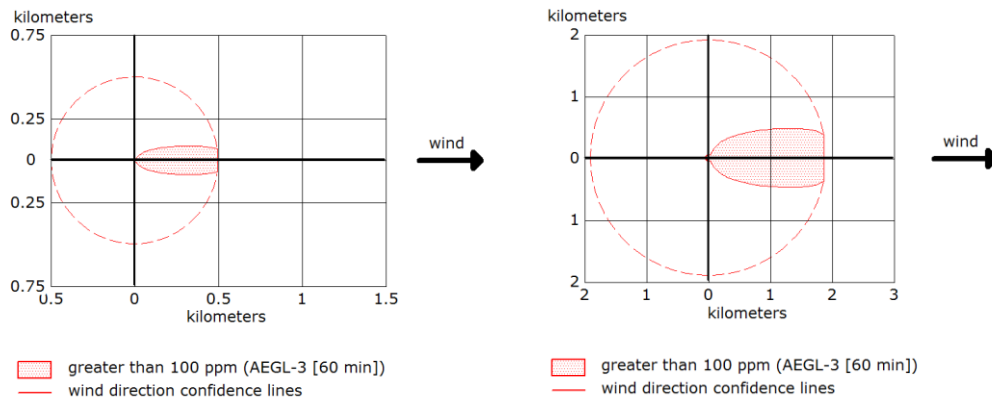 kilometers
0.75
0.25
0
0.25
0.75
0.5
0
0.5
1
1.5
kilometers
wind
greater than 100 ppm (AEGL-3 [60 min])
wind direction confidence lines
kilometers
2
1
0
1
2
2
1
0
1
2
3
kilometers
wind
greater than 100 ppm (AEGL-3 [60 min])
wind direction confidence lines